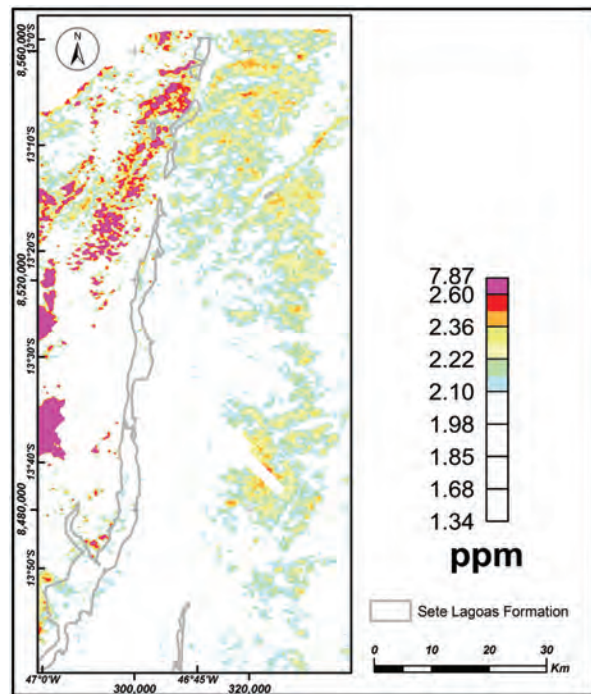 N
8,560,000
13°0'S
13°10'S
13°20'S
8,520,000
13°30'S
13°40'S
8,480,000
13°50'S
47°0'W
300,000
46°45'W
320,000
7.87
2.60
2.36
2.22
2.10
1.98
1.85
1.68
1.34
ppm
Sete Lagoas Formation
0 10 20 30
Km